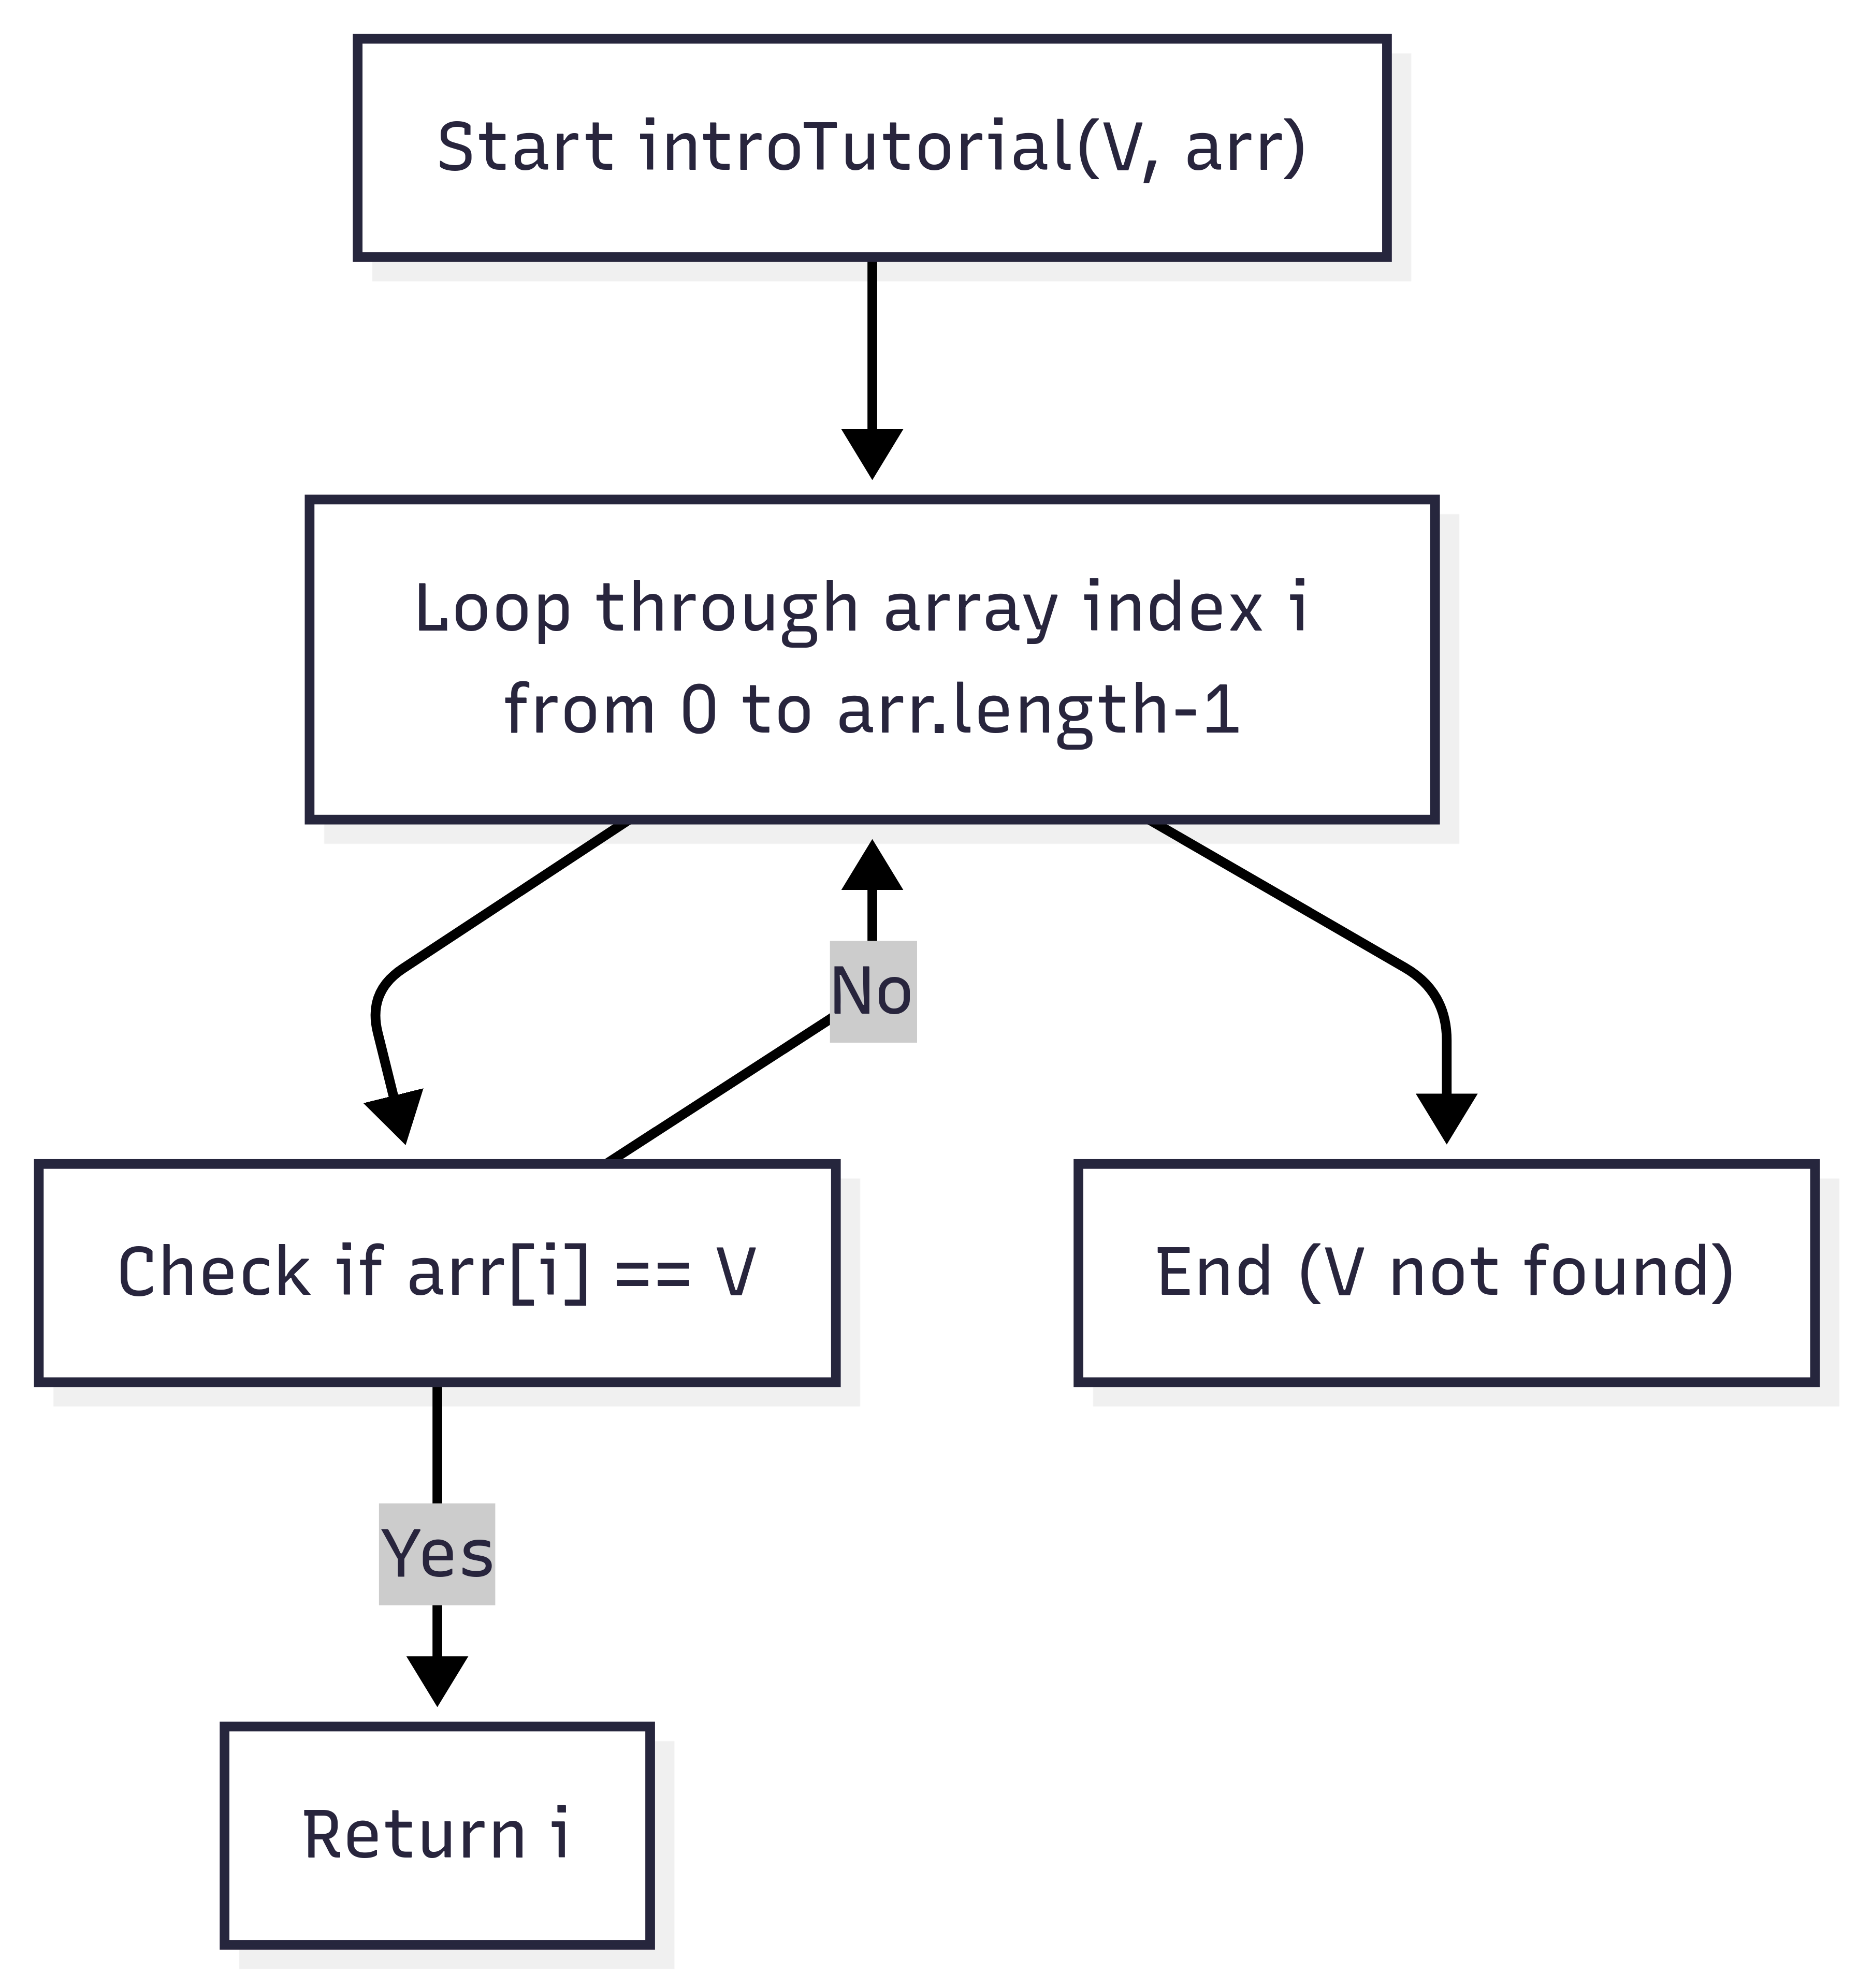 Start introTutorial(V, arr)
Loop through array index i
from 0 to arr.length-1
No
Check if arr[i] == V
End (V not found)
Yes
Return i